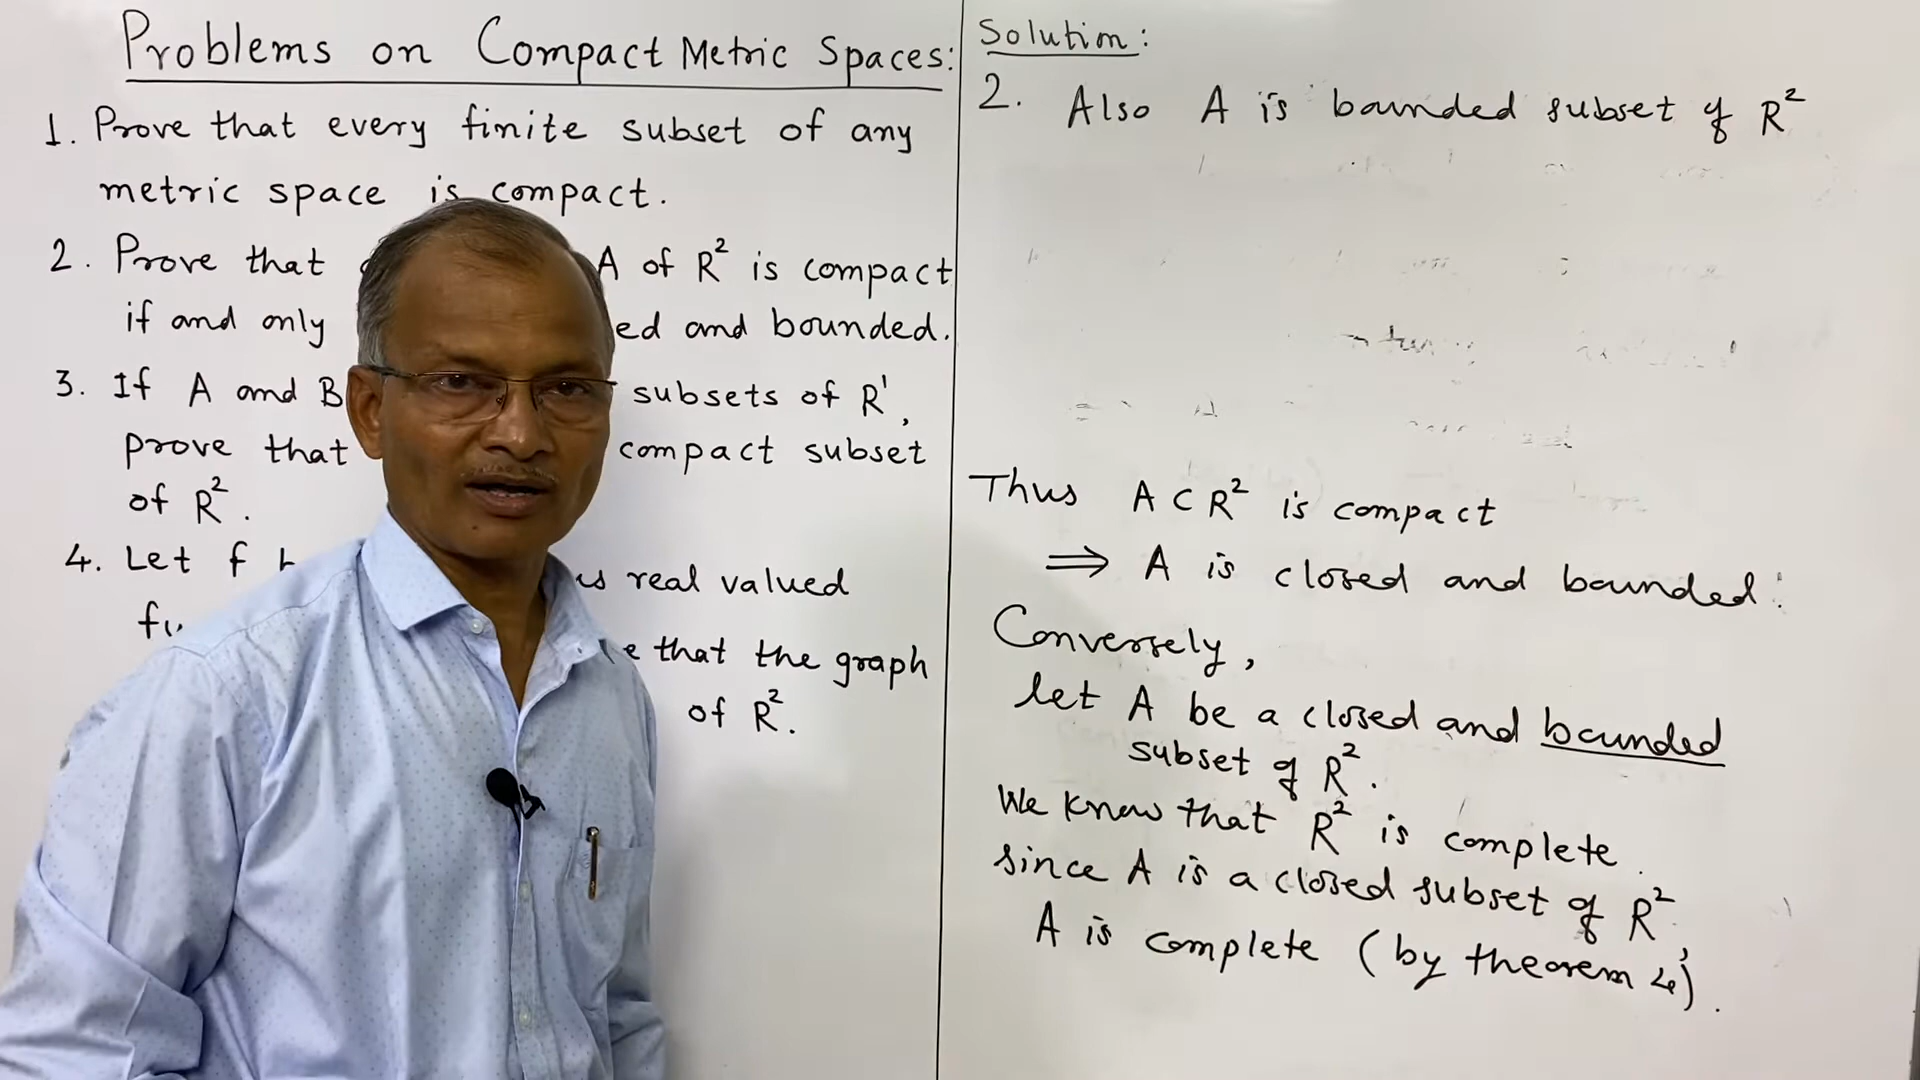 Problems on Compact Metric Spaces:
1. Prove that every finite subset of any
metric space is compact.
2. Prove that A of R² is compact
if and only ed and bounded.
3. If A and B subsets of R',
prove that compact subset
of R².
4. Let f real valued
that the graph
of R².
Solution:
2. Also A is bounded subset of R²
Thus A ⊂ R² is compact
⟹ A is closed and bounded:
Conversely,
let A be a closed and bounded
subset of R².
We know that R² is complete.
since A is a closed subset of R²,
A is complete (by theorem 4).